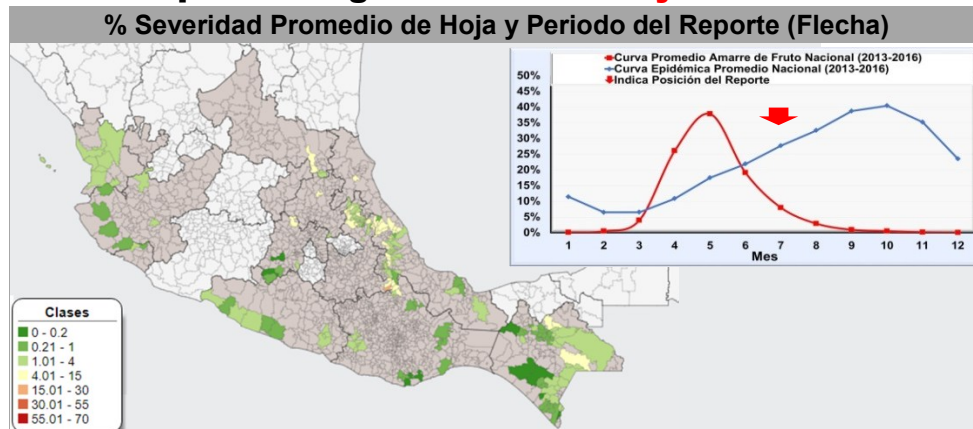 % Severidad Promedio de Hoja y Periodo del Reporte (Flecha)
Curva Promedio Amarre de Fruto Nacional (2013-2016)
Curva Epidémica Promedio Nacional (2013-2016)
Indica Posición del Reporte
50%
45%
40%
35%
30%
25%
20%
15%
10%
5%
0%
1 2 3 4 5 6 7 8 9 10 11 12
Mes
Clases
0 - 0.2
0.21 - 1
1.01 - 4
4.01 - 15
15.01 - 30
30.01 - 55
55.01 - 70